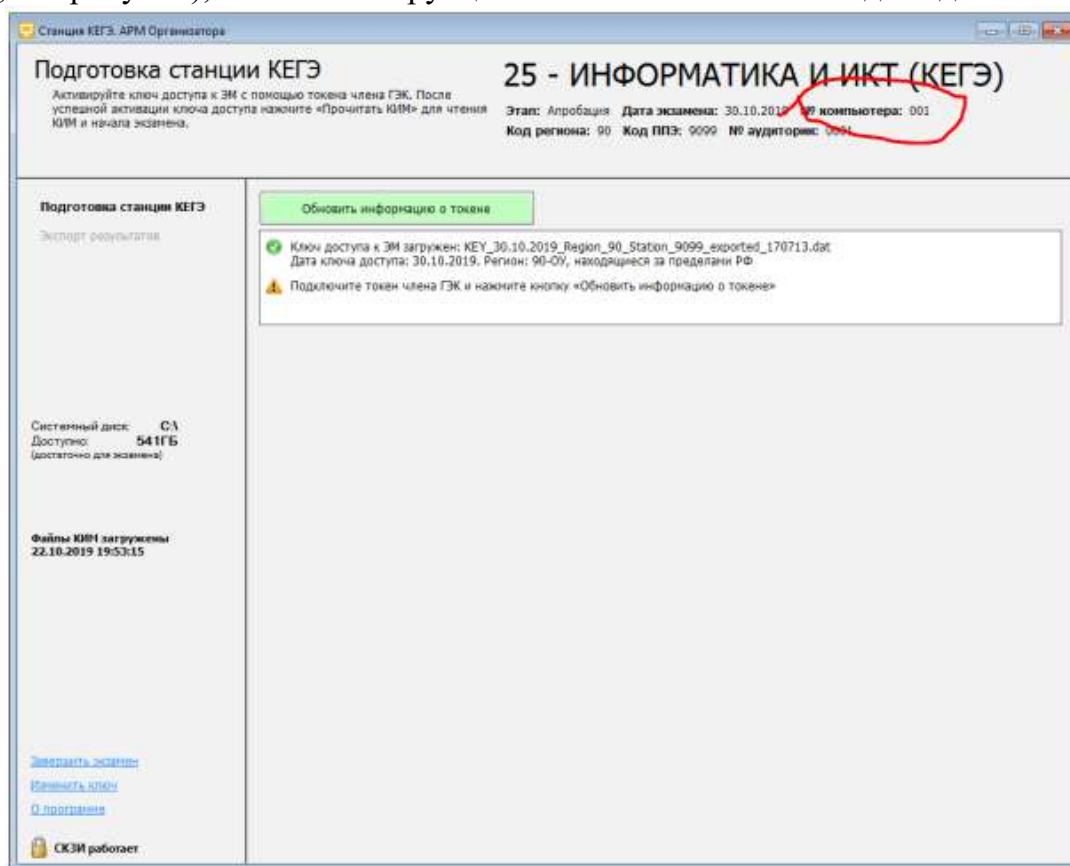 Станция КЕГЭ. АРМ Организатора
Подготовка станции КЕГЭ
Активируйте ключ доступа к ЭМ с помощью токена члена ГЭК. После
успешной активации ключа доступа нажмите «Прочитать КИМ» для чтения
КИМ и начала экзамена.
25 - ИНФОРМАТИКА И ИКТ (КЕГЭ)
Этап: Апробация Дата экзамена: 30.10.2019 № компьютера: 001
Код региона: 90 Код ППЭ: 9099 № аудитории: 0001
Подготовка станции КЕГЭ
Экспорт результатов
Обновить информацию о токене
Ключ доступа к ЭМ загружен: KEY_30.10.2019_Region_90_Station_9099_exported_170713.dat
Дата ключа доступа: 30.10.2019. Регион: 90-ОУ, находящиеся за пределами РФ
Подключите токен члена ГЭК и нажмите кнопку «Обновить информацию о токене»
Системный диск: C:\
Доступно: 541ГБ
(достаточно для экзамена)
Файлы КИМ загружены
22.10.2019 19:53:15
Завершить экзамен
Изменить ключ
О программе
СКЗИ работает